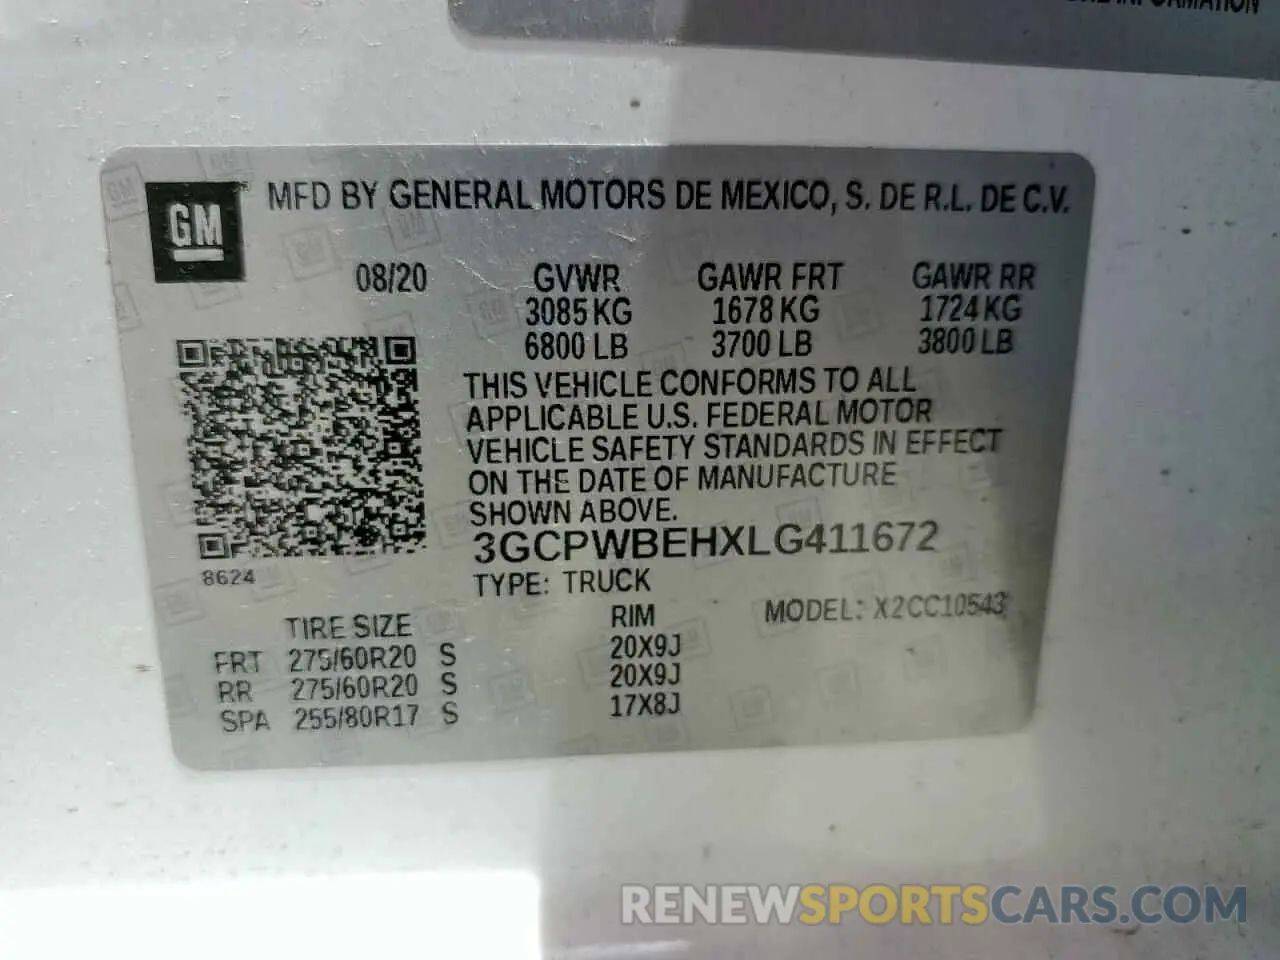 INFORMATION
GM
MFD BY GENERAL MOTORS DE MEXICO, S. DE R.L. DE C.V.
08/20 GVWR GAWR FRT GAWR RR
3085 KG 1678 KG 1724 KG
6800 LB 3700 LB 3800 LB
THIS VEHICLE CONFORMS TO ALL
APPLICABLE U.S. FEDERAL MOTOR
VEHICLE SAFETY STANDARDS IN EFFECT
ON THE DATE OF MANUFACTURE
SHOWN ABOVE.
3GCPWBEHXLG411672
8624
TYPE: TRUCK
MODEL: X2CC10543
TIRE SIZE RIM
FRT 275/60R20 S 20X9J
RR 275/60R20 S 20X9J
SPA 255/80R17 S 17X8J
RENEWSPORTSCARS.COM